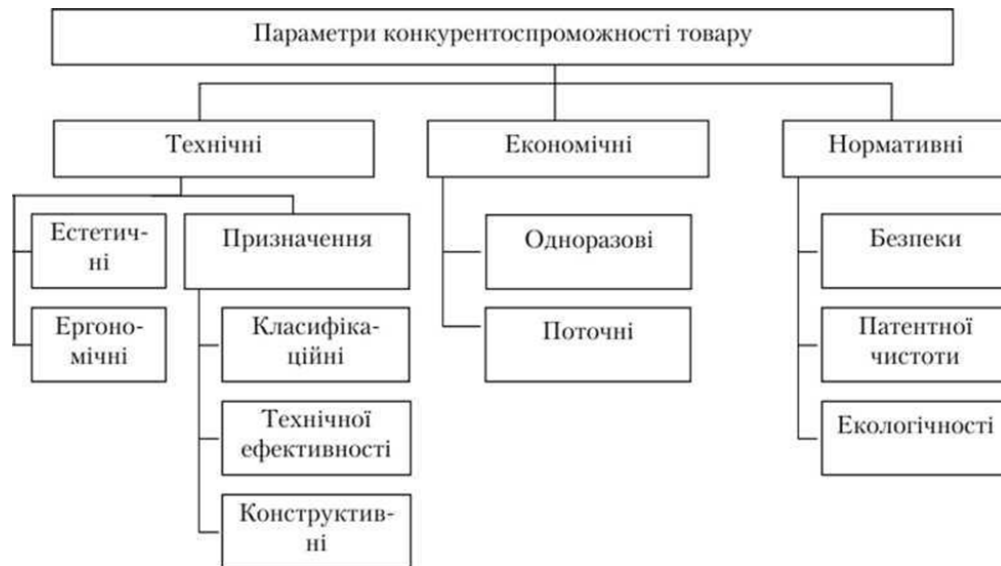 Параметри конкурентоспроможності товару
Технічні
Економічні
Нормативні
Естетич-
ні
Призначення
Одноразові
Безпеки
Ергоно-
мічні
Класифіка-
ційні
Поточні
Патентної
чистоти
Технічної
ефективності
Екологічності
Конструктив-
ні